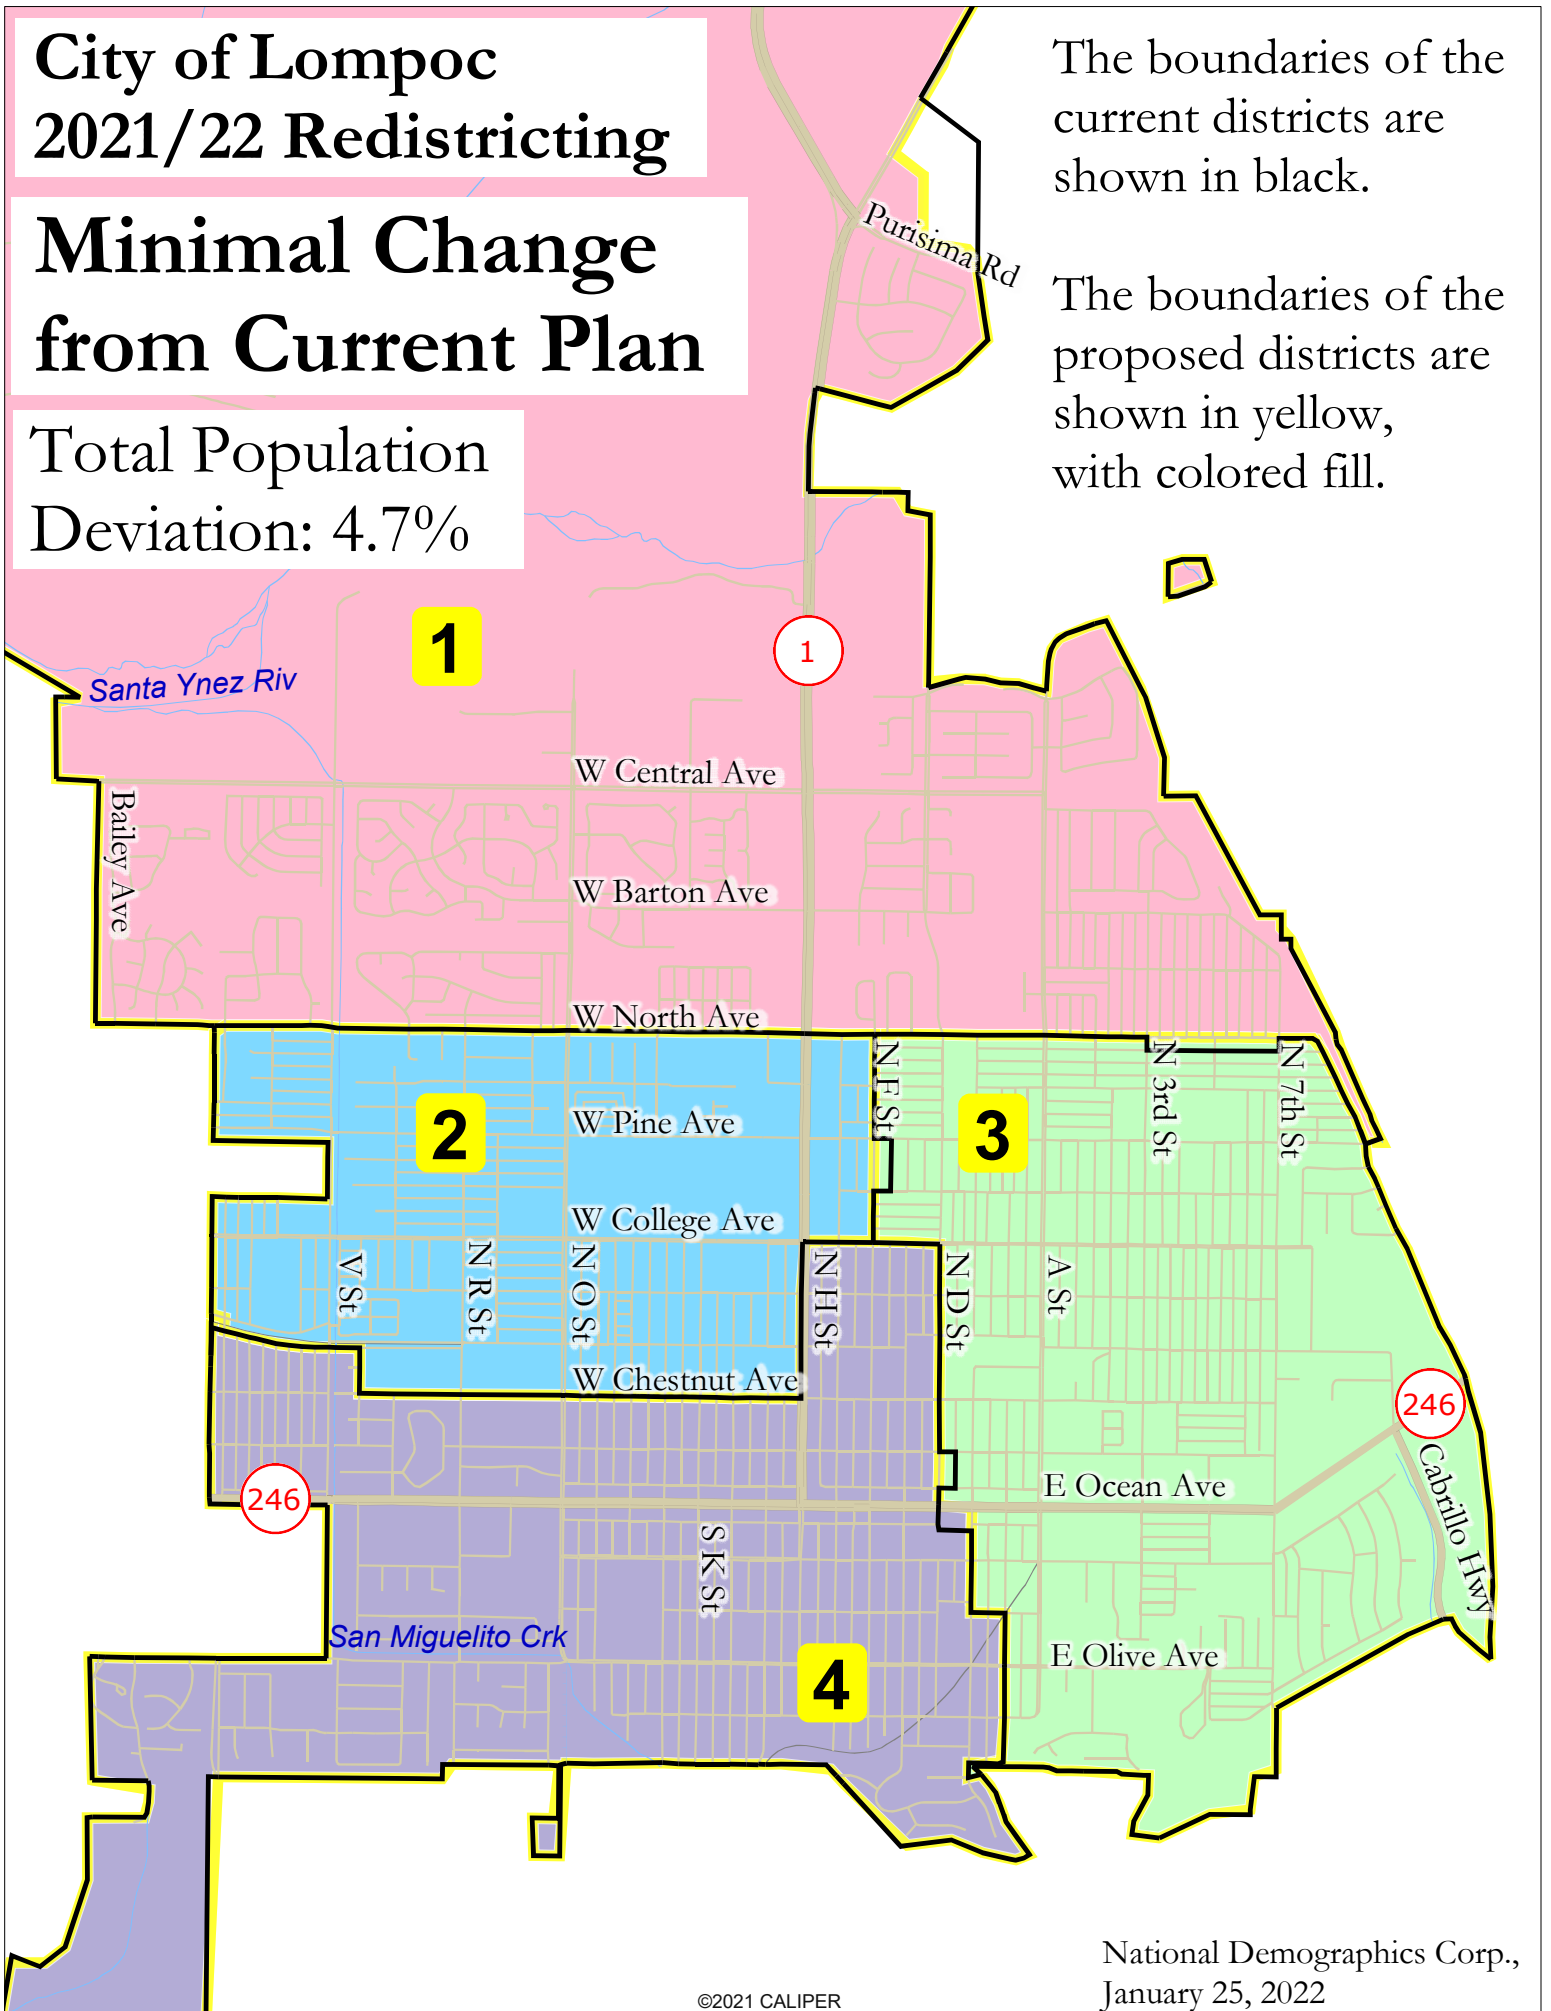 City of Lompoc
2021/22 Redistricting
Minimal Change
from Current Plan
Total Population
Deviation: 4.7%
The boundaries of the
current districts are
shown in black.
The boundaries of the
proposed districts are
shown in yellow,
with colored fill.
Purisima Rd
1
1
Santa Ynez Riv
W Central Ave
Bailey Ave
W Barton Ave
W North Ave
N F St
N 3rd St
N 7th St
2
W Pine Ave
3
W College Ave
V St
N R St
N O St
N H St
N D St
A St
W Chestnut Ave
246
Cabrillo Hwy
246
E Ocean Ave
S K St
San Miguelito Crk
4
E Olive Ave
National Demographics Corp.,
January 25, 2022
©2021 CALIPER